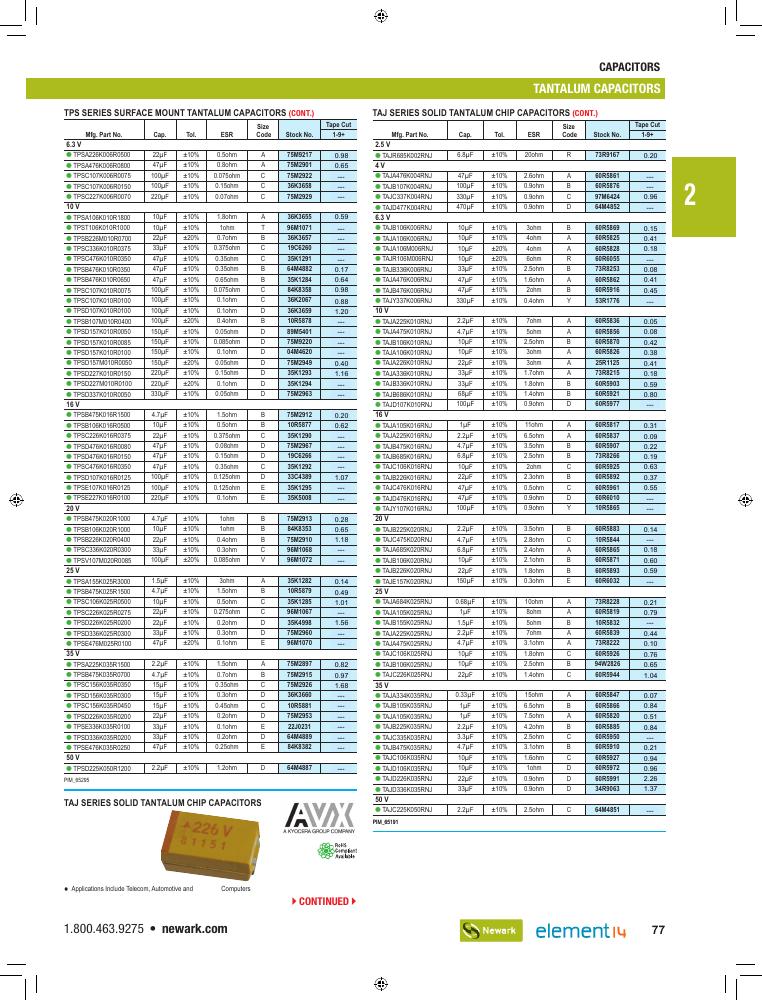 CAPACITORS
TANTALUM CAPACITORS
2
TPS SERIES SURFACE MOUNT TANTALUM CAPACITORS (CONT.)
Mfg. Part No. Cap. Tol. ESR Size Code Stock No. Tape Cut 1-9+
6.3 V
TPSA226K006R0500 22µF ±10% 0.5ohm A 75M9217 0.98
TPSA476K006R0800 47µF ±10% 0.8ohm A 75M2901 0.65
TPSC107K006R0075 100µF ±10% 0.075ohm C 75M2922 —
TPSC107K006R0150 100µF ±10% 0.15ohm C 36K3658 —
TPSC227K006R0070 220µF ±10% 0.07ohm C 75M2929 —
10 V
TPSA106K010R1800 10µF ±10% 1.8ohm A 36K3655 0.59
TPST106K010R1000 10µF ±10% 1ohm T 96M1071 —
TPSB226M010R0700 22µF ±20% 0.7ohm B 36K3657 —
TPSC336K010R0375 33µF ±10% 0.375ohm C 19C6260 —
TPSC476K010R0350 47µF ±10% 0.35ohm C 35K1291 —
TPSB476K010R0350 47µF ±10% 0.35ohm B 64M4882 0.17
TPSB476K010R0650 47µF ±10% 0.65ohm B 35K1284 0.64
TPSC107K010R0075 100µF ±10% 0.075ohm C 84K8358 0.98
TPSC107K010R0100 100µF ±10% 0.1ohm C 36K2067 0.88
TPSD107K010R0100 100µF ±10% 0.1ohm D 36K3659 1.20
TPSB107M010R0400 100µF ±20% 0.4ohm B 10R5878 —
TPSD157K010R0050 150µF ±10% 0.05ohm D 89M5401 —
TPSD157K010R0085 150µF ±10% 0.085ohm D 75M9220 —
TPSD157K010R0100 150µF ±10% 0.1ohm D 04M4620 —
TPSD157M010R0050 150µF ±20% 0.05ohm D 75M2949 0.40
TPSD227K010R0150 220µF ±10% 0.15ohm D 35K1293 1.16
TPSD227M010R0100 220µF ±20% 0.1ohm D 35K1294 —
TPSD337K010R0050 330µF ±10% 0.05ohm D 75M2963 —
16 V
TPSB475K016R1500 4.7µF ±10% 1.5ohm B 75M2912 0.20
TPSB106K016R0500 10µF ±10% 0.5ohm B 10R5877 0.62
TPSC226K016R0375 22µF ±10% 0.375ohm C 35K1290 —
TPSD476K016R0080 47µF ±10% 0.08ohm D 75M2967 —
TPSD476K016R0150 47µF ±10% 0.15ohm D 19C6266 —
TPSC476K016R0350 47µF ±10% 0.35ohm C 35K1292 —
TPSD107K016R0125 100µF ±10% 0.125ohm D 33C4389 1.07
TPSE107K016R0125 100µF ±10% 0.125ohm E 35K1295 —
TPSE227K016R0100 220µF ±10% 0.1ohm E 35K5008 —
20 V
TPSB475K020R1000 4.7µF ±10% 1ohm B 75M2913 0.28
TPSB106K020R1000 10µF ±10% 1ohm B 84K8353 0.65
TPSB226K020R0400 22µF ±10% 0.4ohm B 75M2910 1.18
TPSC336K020R0300 33µF ±10% 0.3ohm C 96M1068 —
TPSV107M020R0085 100µF ±20% 0.085ohm V 96M1072 —
25 V
TPSA155K025R3000 1.5µF ±10% 3ohm A 35K1282 0.14
TPSB475K025R1500 4.7µF ±10% 1.5ohm B 10R5879 0.49
TPSC106K025R0500 10µF ±10% 0.5ohm C 35K1285 1.01
TPSC226K025R0275 22µF ±10% 0.275ohm C 96M1067 —
TPSD226K025R0200 22µF ±10% 0.2ohm D 35K4998 1.56
TPSD336K025R0300 33µF ±10% 0.3ohm D 75M2960 —
TPSE476M025R0100 47µF ±20% 0.1ohm E 96M1070 —
35 V
TPSA225K035R1500 2.2µF ±10% 1.5ohm A 75M2897 0.82
TPSB475K035R0700 4.7µF ±10% 0.7ohm B 75M2915 0.97
TPSC156K035R0350 15µF ±10% 0.35ohm C 75M2926 1.68
TPSD156K035R0300 15µF ±10% 0.3ohm D 36K3660 —
TPSC156K035R0450 15µF ±10% 0.45ohm C 10R5881 —
TPSD226K035R0200 22µF ±10% 0.2ohm D 75M2953 —
TPSE336K035R0100 33µF ±10% 0.1ohm E 22J0231 —
TPSD336K035R0200 33µF ±10% 0.2ohm D 64M4889 —
TPSE476K035R0250 47µF ±10% 0.25ohm E 84K8382 —
50 V
TPSD225K050R1200 2.2µF ±10% 1.2ohm D 64M4887 —
PIM_65295
TAJ SERIES SOLID TANTALUM CHIP CAPACITORS
226V
AVX
A KYOCERA GROUP COMPANY
RoHS Compliant Available
● Applications Include Telecom, Automotive and Computers
TAJ SERIES SOLID TANTALUM CHIP CAPACITORS (CONT.)
Mfg. Part No. Cap. Tol. ESR Size Code Stock No. Tape Cut 1-9+
2.5 V
TAJR685K002RNJ 6.8µF ±10% 20ohm R 73R9167 0.20
4 V
TAJA476K004RNJ 47µF ±10% 2.6ohm A 60R5861 —
TAJB107K004RNJ 100µF ±10% 0.9ohm B 60R5876 —
TAJC337K004RNJ 330µF ±10% 0.9ohm C 97M6424 0.96
TAJD477K004RNJ 470µF ±10% 0.9ohm D 64M4852 —
6.3 V
TAJB106K006RNJ 10µF ±10% 3ohm B 60R5869 0.15
TAJA106K006RNJ 10µF ±10% 4ohm A 60R5825 0.41
TAJA106M006RNJ 10µF ±20% 4ohm A 60R5828 0.18
TAJR106M006RNJ 10µF ±20% 6ohm R 60R6055 —
TAJB336K006RNJ 33µF ±10% 2.5ohm B 73R8253 0.08
TAJA476K006RNJ 47µF ±10% 1.6ohm A 60R5862 0.41
TAJB476K006RNJ 47µF ±10% 2ohm B 60R5916 0.45
TAJY337K006RNJ 330µF ±10% 0.4ohm Y 53R1776 —
10 V
TAJA225K010RNJ 2.2µF ±10% 7ohm A 60R5836 0.05
TAJA475K010RNJ 4.7µF ±10% 5ohm A 60R5856 0.08
TAJB106K010RNJ 10µF ±10% 2.5ohm B 60R5870 0.42
TAJA106K010RNJ 10µF ±10% 3ohm A 60R5826 0.38
TAJA226K010RNJ 22µF ±10% 3ohm A 25R1125 0.41
TAJA336K010RNJ 33µF ±10% 1.7ohm A 73R8215 0.18
TAJB336K010RNJ 33µF ±10% 1.8ohm B 60R5903 0.59
TAJB686K010RNJ 68µF ±10% 1.4ohm B 60R5921 0.80
TAJD107K010RNJ 100µF ±10% 0.9ohm D 60R5977 —
16 V
TAJA105K016RNJ 1µF ±10% 11ohm A 60R5817 0.31
TAJA225K016RNJ 2.2µF ±10% 6.5ohm A 60R5837 0.09
TAJB475K016RNJ 4.7µF ±10% 3.5ohm B 60R5907 0.22
TAJB685K016RNJ 6.8µF ±10% 2.5ohm B 73R8266 0.19
TAJC106K016RNJ 10µF ±10% 2ohm C 60R5925 0.63
TAJB226K016RNJ 22µF ±10% 2.3ohm B 60R5892 0.37
TAJC476K016RNJ 47µF ±10% 0.5ohm C 60R5961 0.55
TAJD476K016RNJ 47µF ±10% 0.9ohm D 60R6010 —
TAJY107K016RNJ 100µF ±10% 0.9ohm Y 10R5865 —
20 V
TAJB225K020RNJ 2.2µF ±10% 3.5ohm B 60R5883 0.14
TAJC475K020RNJ 4.7µF ±10% 2.8ohm C 10R5844 —
TAJA685K020RNJ 6.8µF ±10% 2.4ohm A 60R5865 0.18
TAJB106K020RNJ 10µF ±10% 2.1ohm B 60R5871 0.60
TAJB226K020RNJ 22µF ±10% 1.8ohm B 60R5893 0.59
TAJE157K020RNJ 150µF ±10% 0.3ohm E 60R6032 —
25 V
TAJA684K025RNJ 0.68µF ±10% 10ohm A 73R8228 0.21
TAJA105K025RNJ 1µF ±10% 8ohm A 60R5819 0.79
TAJB155K025RNJ 1.5µF ±10% 5ohm B 10R5832 —
TAJA225K025RNJ 2.2µF ±10% 7ohm A 60R5839 0.44
TAJA475K025RNJ 4.7µF ±10% 3.1ohm A 73R8222 0.10
TAJC106K025RNJ 10µF ±10% 1.8ohm C 60R5926 0.76
TAJB106K025RNJ 10µF ±10% 2.5ohm B 94W2826 0.65
TAJC226K025RNJ 22µF ±10% 1.4ohm C 60R5944 1.04
35 V
TAJA334K035RNJ 0.33µF ±10% 15ohm A 60R5847 0.07
TAJB105K035RNJ 1µF ±10% 6.5ohm B 60R5866 0.84
TAJA105K035RNJ 1µF ±10% 7.5ohm A 60R5820 0.51
TAJB225K035RNJ 2.2µF ±10% 4.2ohm B 60R5885 0.84
TAJC335K035RNJ 3.3µF ±10% 2.5ohm C 60R5950 —
TAJB475K035RNJ 4.7µF ±10% 3.1ohm B 60R5910 0.21
TAJC106K035RNJ 10µF ±10% 1.6ohm C 60R5927 0.94
TAJD106K035RNJ 10µF ±10% 1ohm D 60R5972 0.96
TAJD226K035RNJ 22µF ±10% 0.9ohm D 60R5991 2.26
TAJD336K035RNJ 33µF ±10% 0.9ohm D 34R9063 1.37
50 V
TAJC225K050RNJ 2.2µF ±10% 2.5ohm C 64M4851 —
PIM_65191
CONTINUED
1.800.463.9275 • newark.com
Newark
element14
77